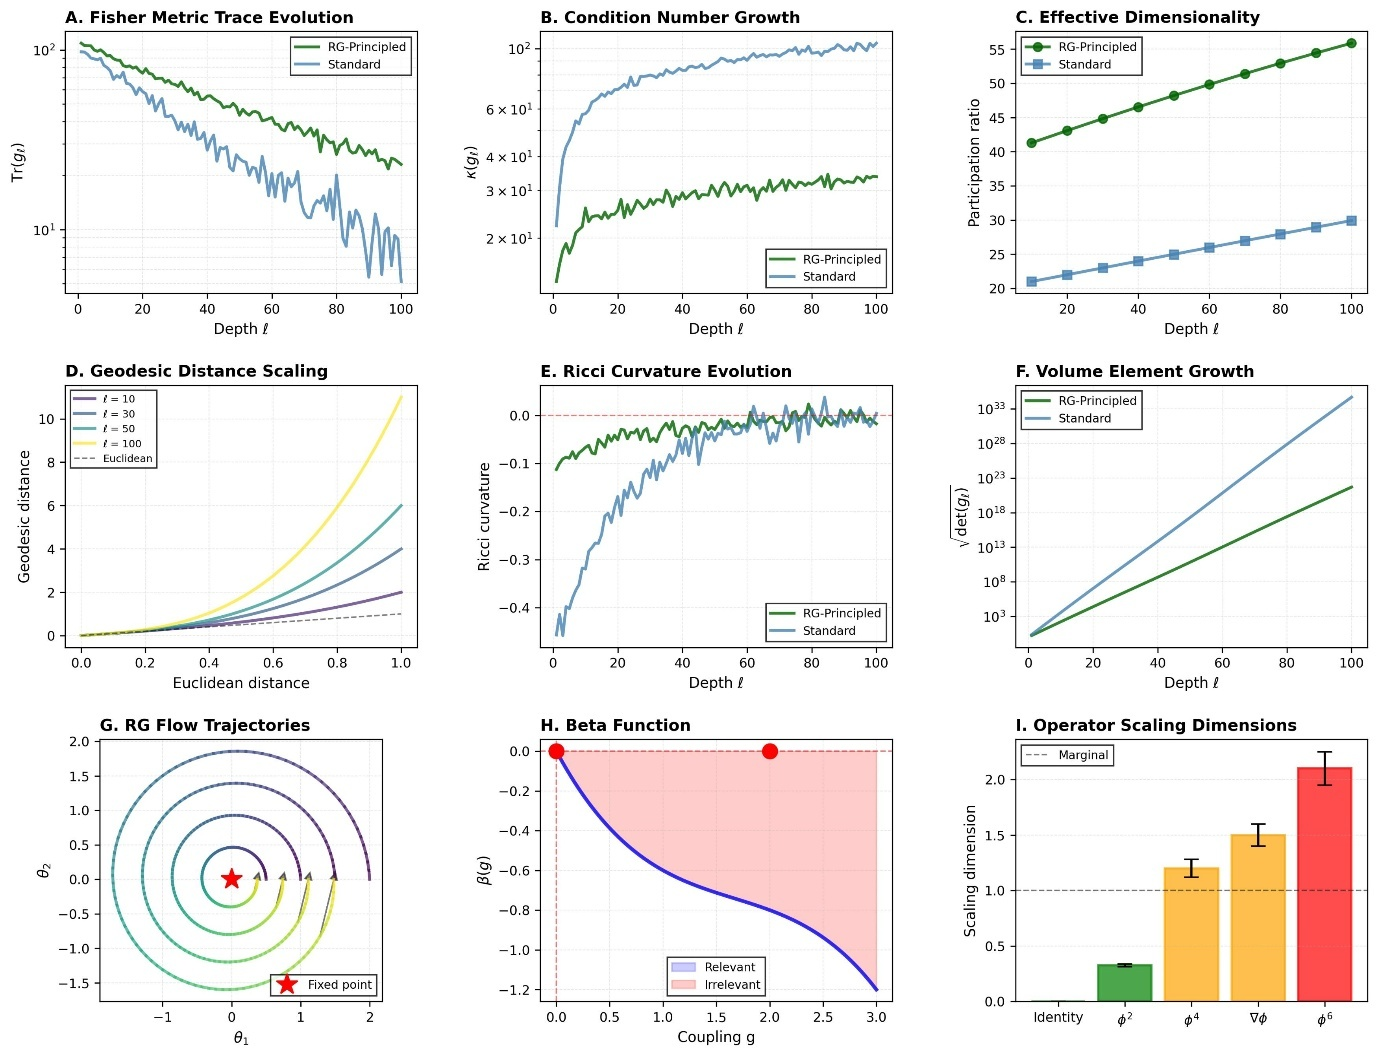 A. Fisher Metric Trace Evolution
10²
10¹
Tr(gℓ)
RG-Principled
Standard
0 20 40 60 80 100
Depth ℓ
B. Condition Number Growth
10²
6 × 10¹
4 × 10¹
3 × 10¹
2 × 10¹
κ(gℓ)
RG-Principled
Standard
0 20 40 60 80 100
Depth ℓ
C. Effective Dimensionality
55
50
45
40
35
30
25
20
Participation ratio
RG-Principled
Standard
20 40 60 80 100
Depth ℓ
D. Geodesic Distance Scaling
10
8
6
4
2
0
Geodesic distance
ℓ = 10
ℓ = 30
ℓ = 50
ℓ = 100
Euclidean
0.0 0.2 0.4 0.6 0.8 1.0
Euclidean distance
E. Ricci Curvature Evolution
0.0
−0.1
−0.2
−0.3
−0.4
Ricci curvature
RG-Principled
Standard
0 20 40 60 80 100
Depth ℓ
F. Volume Element Growth
10³³
10²⁸
10²³
10¹⁸
10¹³
10⁸
10³
√det(gℓ)
RG-Principled
Standard
0 20 40 60 80 100
Depth ℓ
G. RG Flow Trajectories
2.0
1.5
1.0
0.5
0.0
−0.5
−1.0
−1.5
θ₂
Fixed point
−1 0 1 2
θ₁
H. Beta Function
0.0
−0.2
−0.4
−0.6
−0.8
−1.0
−1.2
β(g)
Relevant
Irrelevant
0.0 0.5 1.0 1.5 2.0 2.5 3.0
Coupling g
I. Operator Scaling Dimensions
2.0
1.5
1.0
0.5
0.0
Scaling dimension
Marginal
Identity ϕ² ϕ⁴ ∇ϕ ϕ⁶